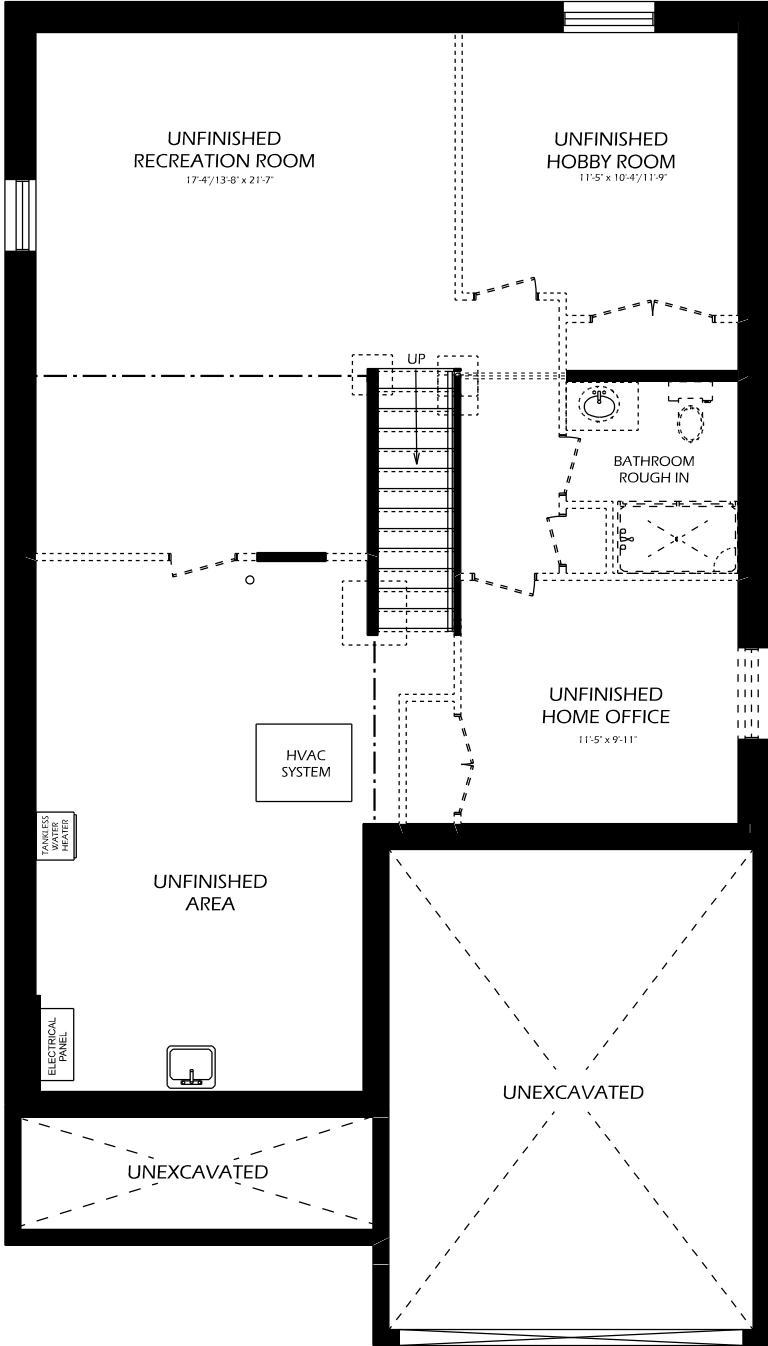 UNFINISHED
RECREATION ROOM
17'-4"/13'-8" x 21'-7"
UNFINISHED
HOBBY ROOM
11'-5" x 10'-4"/11'-9"
UP
BATHROOM
ROUGH IN
UNFINISHED
HOME OFFICE
11'-5" x 9'-11"
HVAC
SYSTEM
TANKLESS
WATER
HEATER
UNFINISHED
AREA
ELECTRICAL
PANEL
UNEXCAVATED
UNEXCAVATED